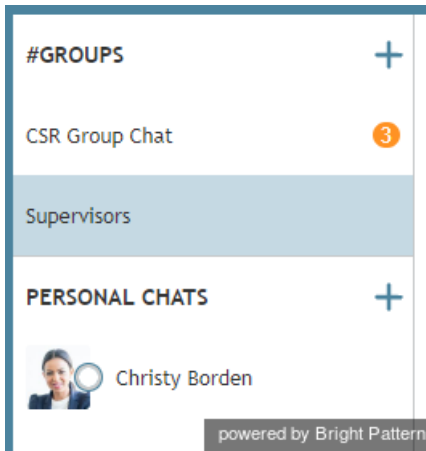 #GROUPS +
CSR Group Chat 3
Supervisors
PERSONAL CHATS +
Christy Borden
powered by Bright Pattern